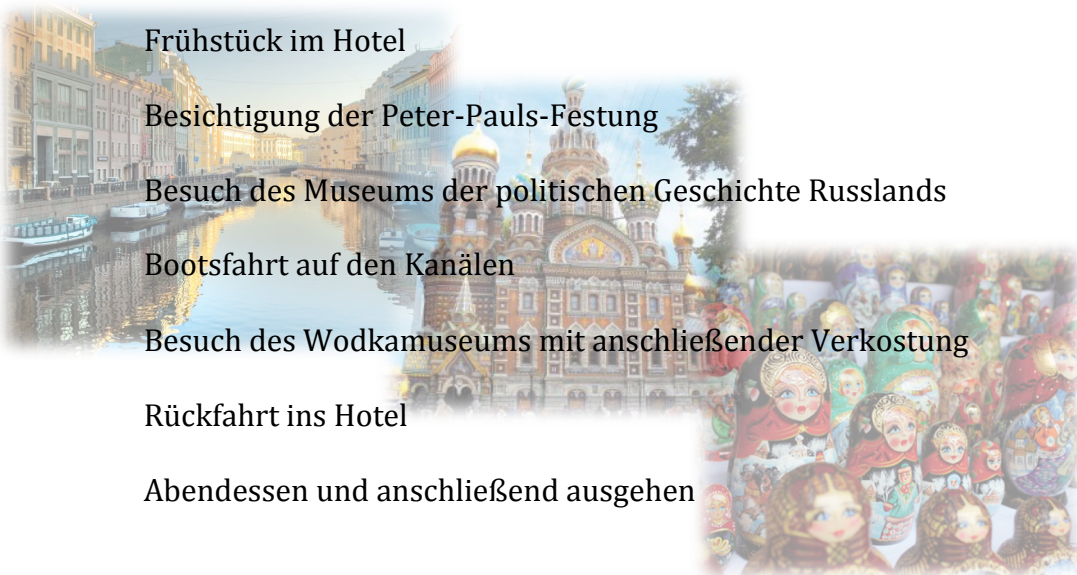 Frühstück im Hotel
Besichtigung der Peter-Pauls-Festung
Besuch des Museums der politischen Geschichte Russlands
Bootsfahrt auf den Kanälen
Besuch des Wodkamuseums mit anschließender Verkostung
Rückfahrt ins Hotel
Abendessen und anschließend ausgehen